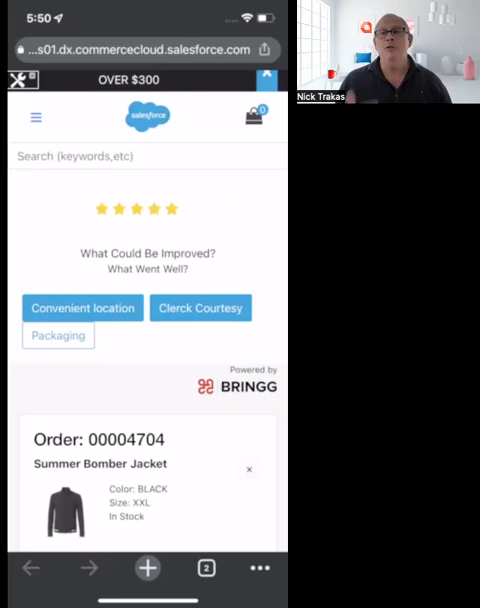 5:50
...s01.dx.commercecloud.salesforce.com
OVER $300
salesforce
0
Search (keywords,etc)
What Could Be Improved?
What Went Well?
Convenient location
Clerck Courtesy
Packaging
Powered by
BRINGG
Order: 00004704
Summer Bomber Jacket
×
Color: BLACK
Size: XXL
In Stock
2
Nick Trakas